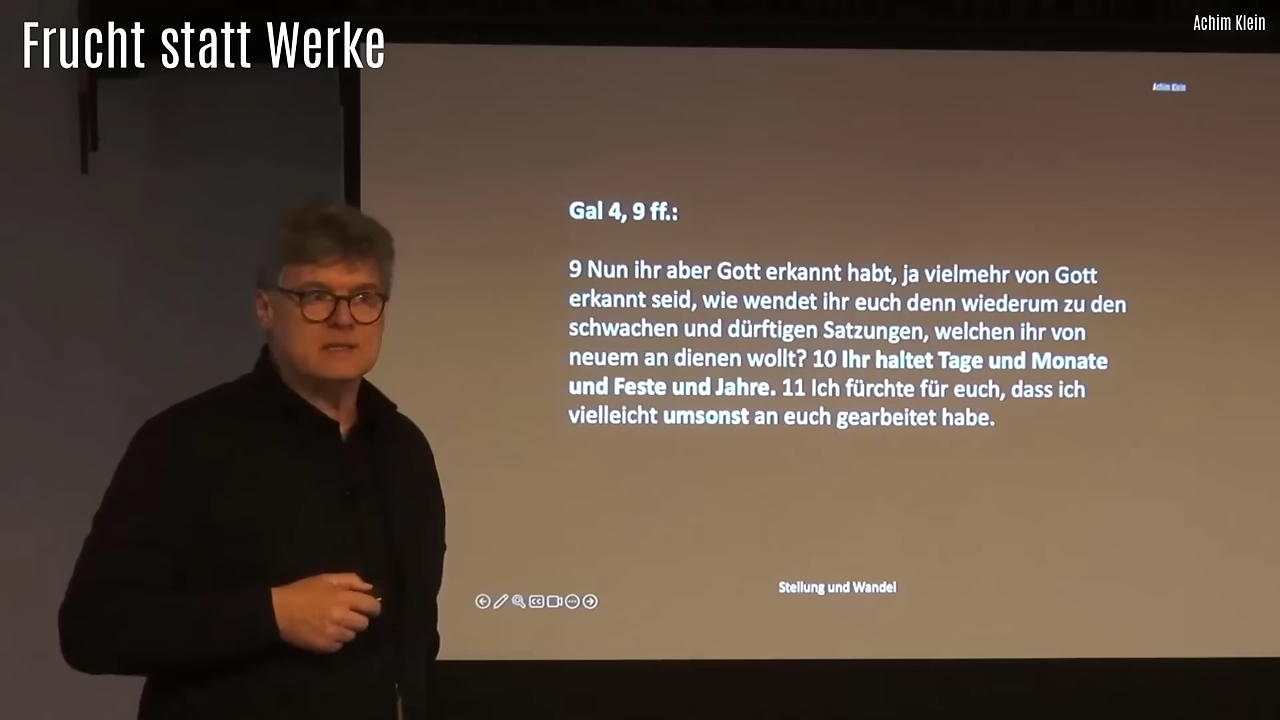 Frucht statt Werke
Achim Klein
Achim Klein
Gal 4, 9 ff.:
9 Nun ihr aber Gott erkannt habt, ja vielmehr von Gott
erkannt seid, wie wendet ihr euch denn wiederum zu den
schwachen und dürftigen Satzungen, welchen ihr von
neuem an dienen wollt? 10 Ihr haltet Tage und Monate
und Feste und Jahre. 11 Ich fürchte für euch, dass ich
vielleicht umsonst an euch gearbeitet habe.
Stellung und Wandel
CC